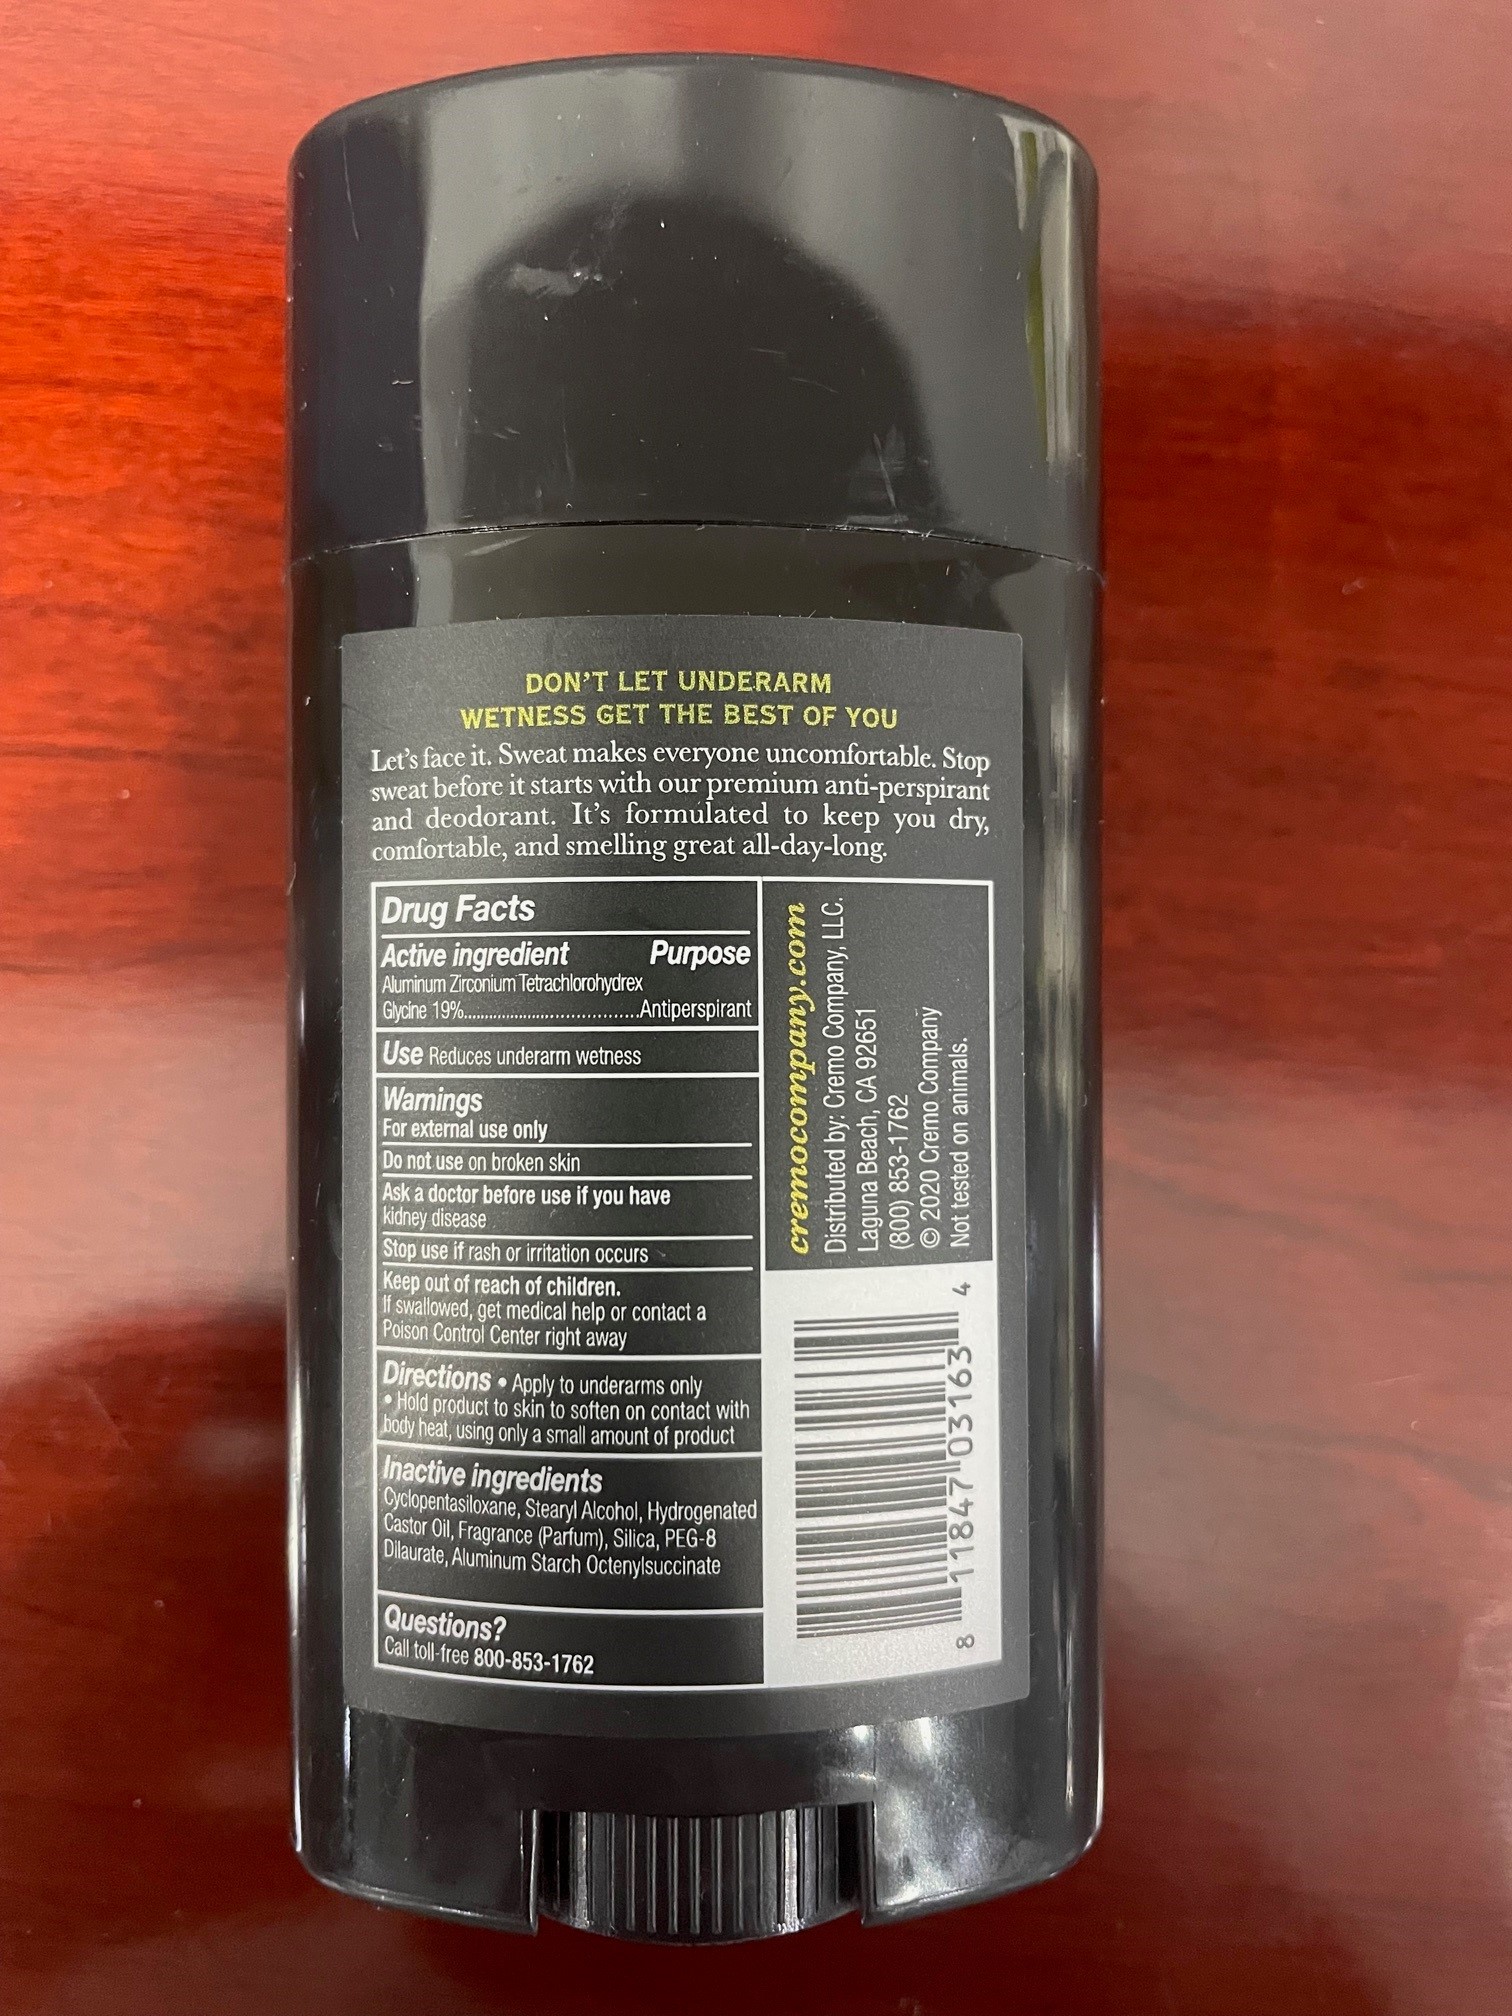 DON'T LET UNDERARM
WETNESS GET THE BEST OF YOU
Let's face it. Sweat makes everyone uncomfortable. Stop
sweat before it starts with our premium anti-perspirant
and deodorant. It's formulated to keep you dry,
comfortable, and smelling great all-day-long.
Drug Facts
Active ingredient Purpose
Aluminum Zirconium Tetrachlorohydrex
Glycine 19%......................................Antiperspirant
Use Reduces underarm wetness
Warnings
For external use only
Do not use on broken skin
Ask a doctor before use if you have
kidney disease
Stop use if rash or irritation occurs
Keep out of reach of children.
If swallowed, get medical help or contact a
Poison Control Center right away
Directions • Apply to underarms only
• Hold product to skin to soften on contact with
body heat, using only a small amount of product
Inactive ingredients
Cyclopentasiloxane, Stearyl Alcohol, Hydrogenated
Castor Oil, Fragrance (Parfum), Silica, PEG-8
Dilaurate, Aluminum Starch Octenylsuccinate
Questions?
Call toll-free 800-853-1762
cremocompany.com
Distributed by: Cremo Company, LLC.
Laguna Beach, CA 92651
(800) 853-1762
© 2020 Cremo Company
Not tested on animals.
8 11847 03163 4